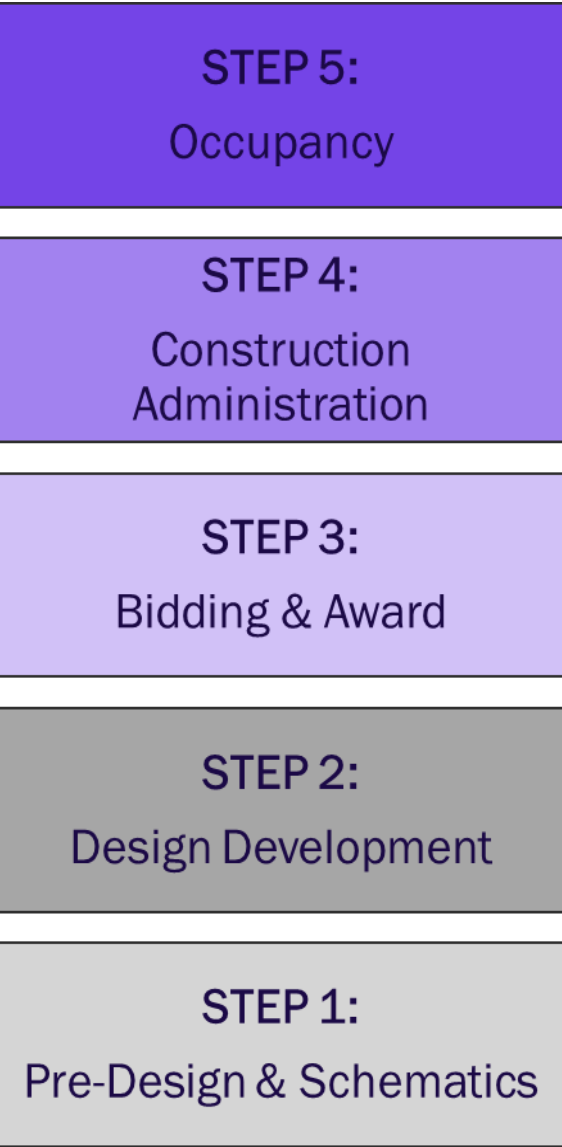 STEP 5:
Occupancy
STEP 4:
Construction
Administration
STEP 3:
Bidding & Award
STEP 2:
Design Development
STEP 1:
Pre-Design & Schematics